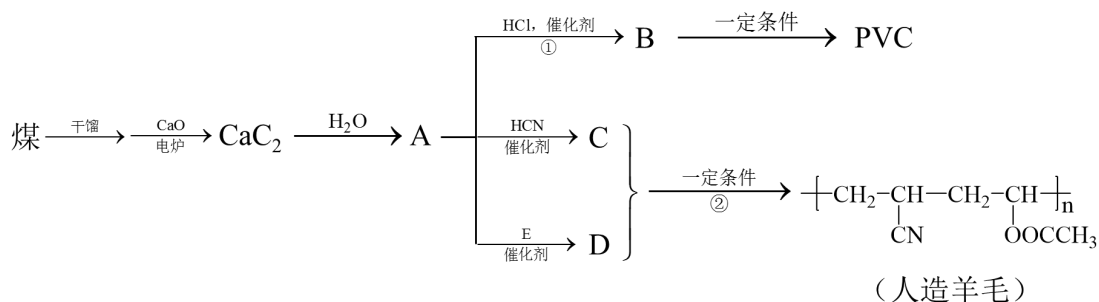 HCl，催化剂
①
B
一定条件
PVC
煤
干馏
CaO
电炉
CaC₂
H₂O
A
HCN
催化剂
C
一定条件
②
E
催化剂
D
[CH₂—CH—CH₂—CH]n
CN OOCCH₃
（人造羊毛）